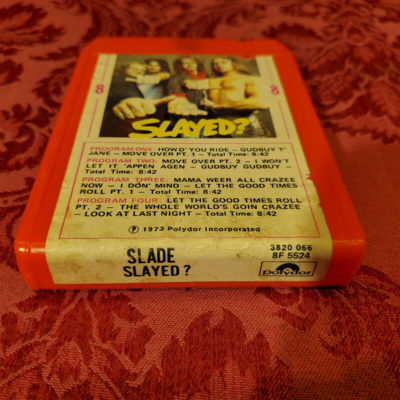 8 8
SLAYED?
PROGRAM ONE: HOW D' YOU RIDE – GUDBUY T'
JANE – MOVE OVER PT. 1 – Total Time: 8:42
PROGRAM TWO: MOVE OVER PT. 2 – I WON'T
LET IT 'APPEN AGEN – GUDBUY GUDBUY –
Total Time: 8:42
PROGRAM THREE: MAMA WEER ALL CRAZEE
NOW – I DON' MIND – LET THE GOOD TIMES
ROLL PT. 1 – Total Time: 8:42
PROGRAM FOUR: LET THE GOOD TIMES ROLL
PT. 2 – THE WHOLE WORLD'S GOIN CRAZEE
– LOOK AT LAST NIGHT – Total Time: 8:42
Ⓟ 1973 Polydor Incorporated
SLADE
SLAYED?
3820 066
8F 5524
Polydor